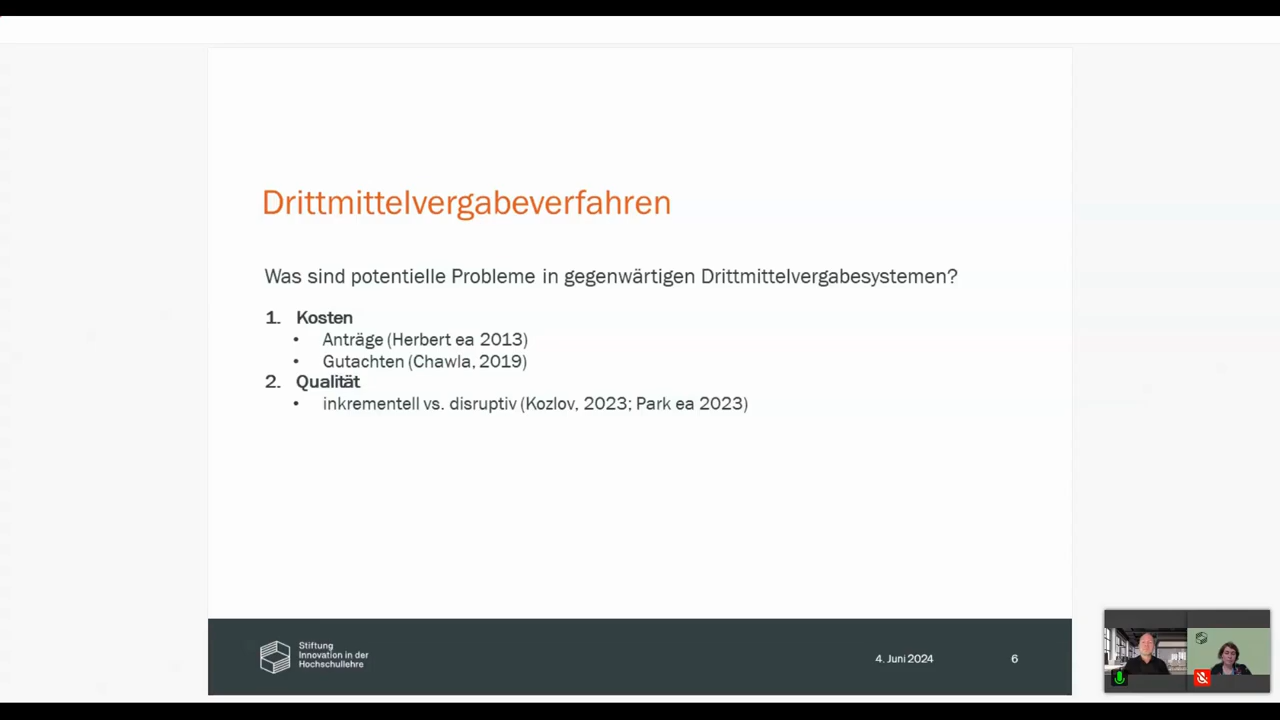 Drittmittelvergabeverfahren
Was sind potentielle Probleme in gegenwärtigen Drittmittelvergabesystemen?
1. Kosten
• Anträge (Herbert ea 2013)
• Gutachten (Chawla, 2019)
2. Qualität
• inkrementell vs. disruptiv (Kozlov, 2023; Park ea 2023)
Stiftung
Innovation in der
Hochschullehre
4. Juni 2024
6